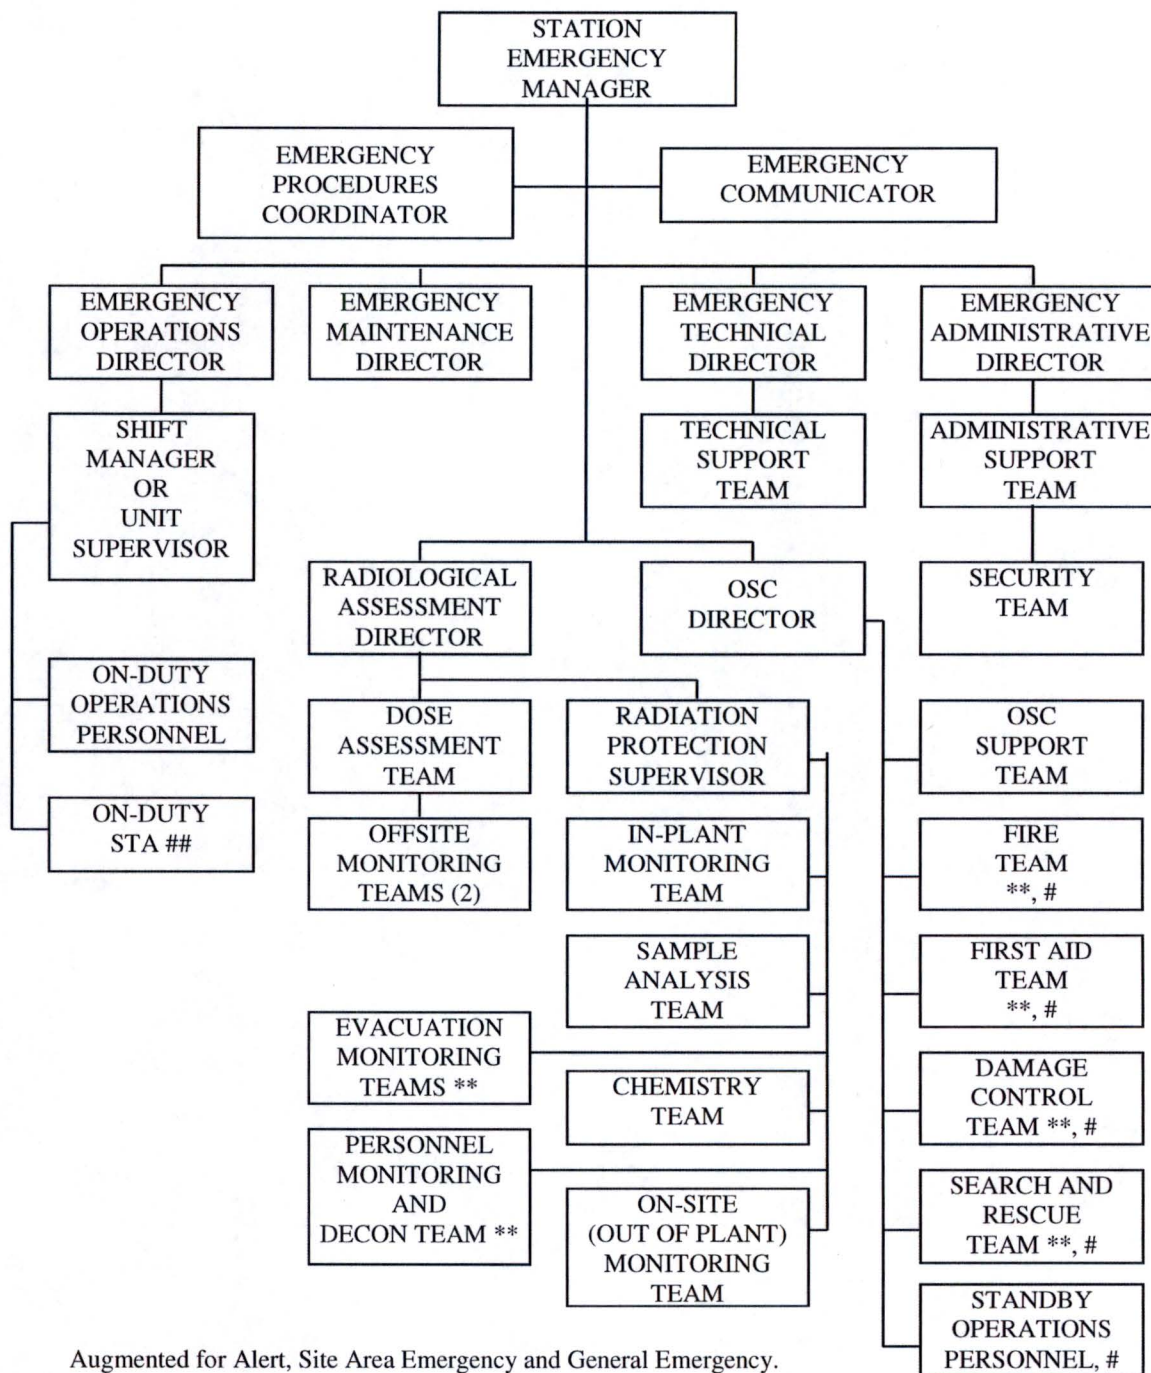 STATION
EMERGENCY
MANAGER
EMERGENCY
PROCEDURES
COORDINATOR
EMERGENCY
COMMUNICATOR
EMERGENCY
OPERATIONS
DIRECTOR
EMERGENCY
MAINTENANCE
DIRECTOR
EMERGENCY
TECHNICAL
DIRECTOR
EMERGENCY
ADMINISTRATIVE
DIRECTOR
SHIFT
MANAGER
OR
UNIT
SUPERVISOR
TECHNICAL
SUPPORT
TEAM
ADMINISTRATIVE
SUPPORT
TEAM
RADIOLOGICAL
ASSESSMENT
DIRECTOR
OSC
DIRECTOR
SECURITY
TEAM
ON-DUTY
OPERATIONS
PERSONNEL
DOSE
ASSESSMENT
TEAM
RADIATION
PROTECTION
SUPERVISOR
OSC
SUPPORT
TEAM
ON-DUTY
STA ##
OFFSITE
MONITORING
TEAMS (2)
IN-PLANT
MONITORING
TEAM
FIRE
TEAM
**, #
SAMPLE
ANALYSIS
TEAM
FIRST AID
TEAM
**, #
EVACUATION
MONITORING
TEAMS **
CHEMISTRY
TEAM
DAMAGE
CONTROL
TEAM **, #
PERSONNEL
MONITORING
AND
DECON TEAM **
ON-SITE
(OUT OF PLANT)
MONITORING
TEAM
SEARCH AND
RESCUE
TEAM **, #
STANDBY
OPERATIONS
PERSONNEL, #
Augmented for Alert, Site Area Emergency and General Emergency.